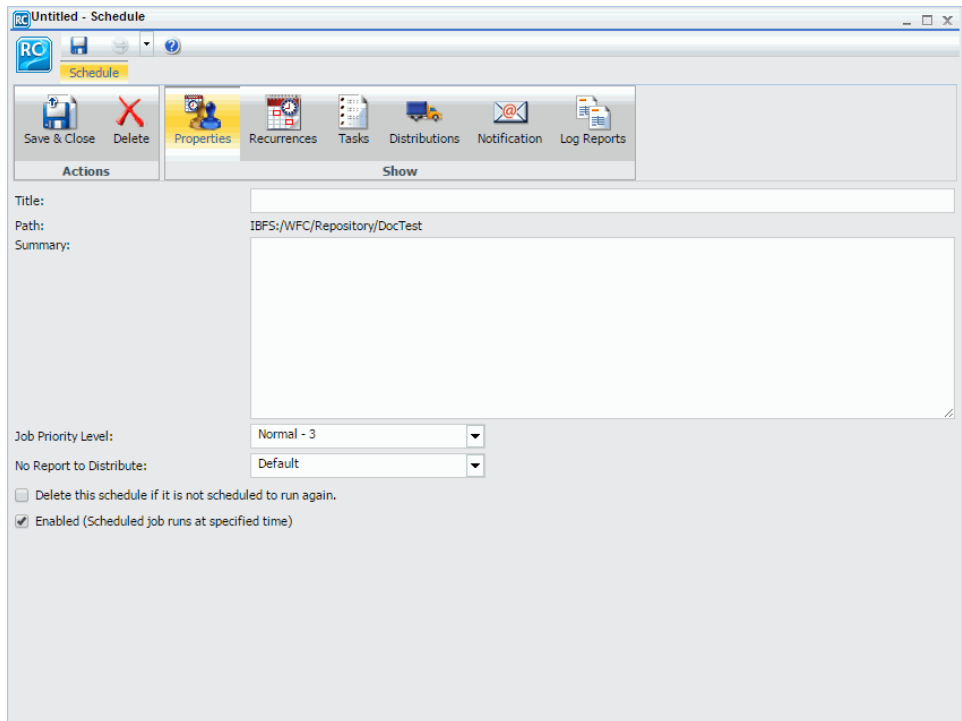 RC Untitled - Schedule
RC
Schedule
Save & Close Delete Properties Recurrences Tasks Distributions Notification Log Reports
Actions Show
Title:
Path: IBFS:/WFC/Repository/DocTest
Summary:
Job Priority Level: Normal - 3
No Report to Distribute: Default
Delete this schedule if it is not scheduled to run again.
Enabled (Scheduled job runs at specified time)